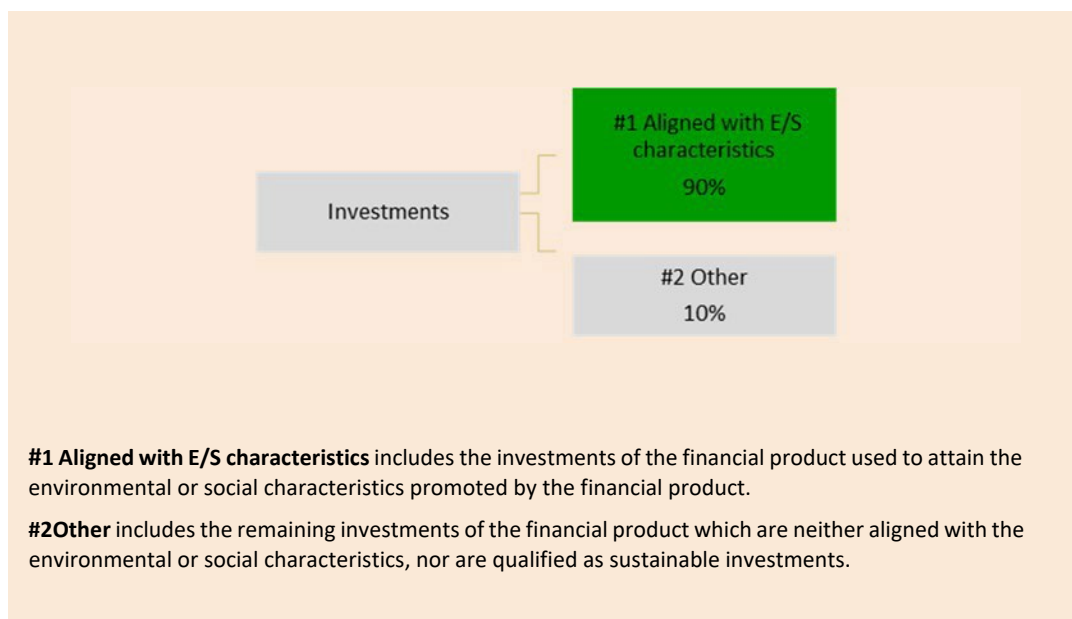 #1 Aligned with E/S
characteristics
90%
Investments
#2 Other
10%
#1 Aligned with E/S characteristics includes the investments of the financial product used to attain the
environmental or social characteristics promoted by the financial product.
#2Other includes the remaining investments of the financial product which are neither aligned with the
environmental or social characteristics, nor are qualified as sustainable investments.